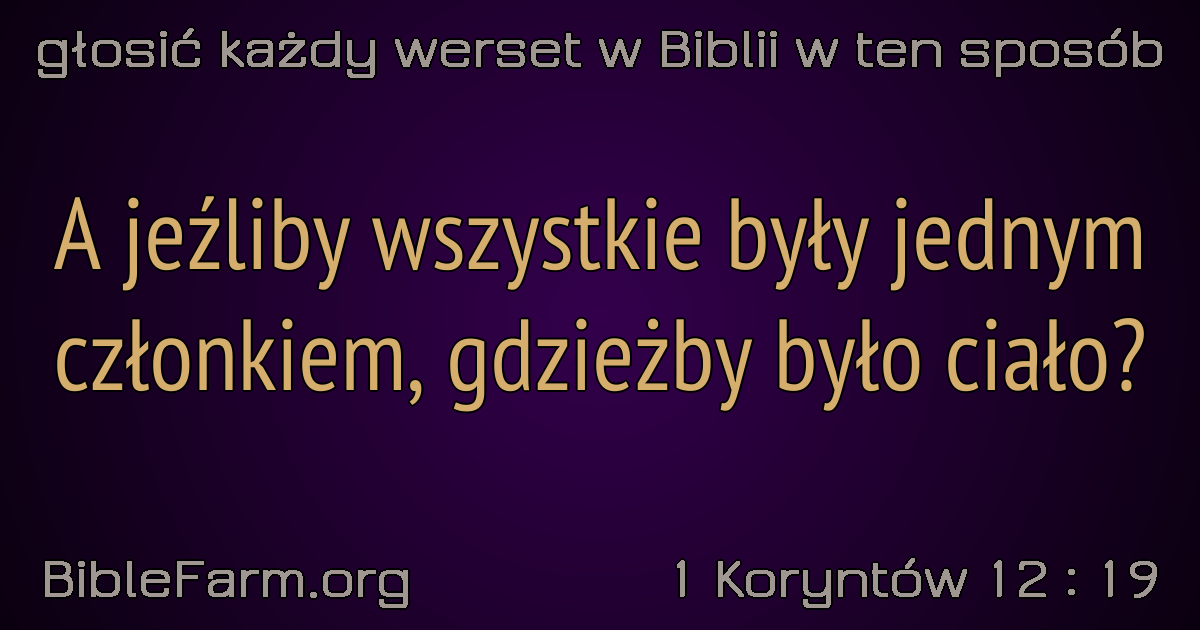 głosić każdy werset w Biblii w ten sposób
A jeźliby wszystkie były jednym
członkiem, gdzieżby było ciało?
BibleFarm.org
1 Koryntów 12 : 19